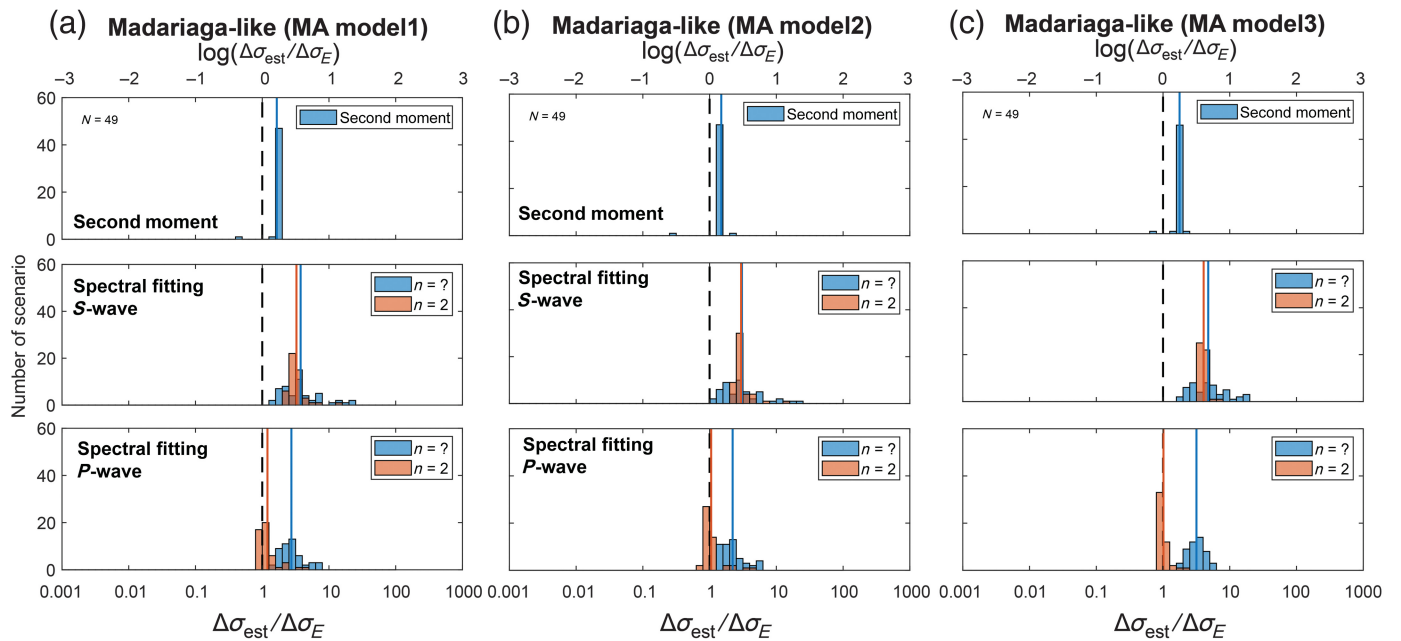 (a) Madariaga-like (MA model1)
log(Δσest/ΔσE)
−3 −2 −1 0 1 2 3
60
40
20
0
N = 49
Second moment
Second moment
60
40
20
0
Spectral fitting
S-wave
n = ?
n = 2
60
40
20
0
Spectral fitting
P-wave
n = ?
n = 2
Number of scenario
0.001 0.01 0.1 1 10 100 1000
Δσest/ΔσE
(b) Madariaga-like (MA model2)
log(Δσest/ΔσE)
−3 −2 −1 0 1 2 3
N = 49
Second moment
Second moment
Spectral fitting
S-wave
n = ?
n = 2
Spectral fitting
P-wave
n = ?
n = 2
0.001 0.01 0.1 1 10 100 1000
Δσest/ΔσE
(c) Madariaga-like (MA model3)
log(Δσest/ΔσE)
−3 −2 −1 0 1 2 3
N = 49
Second moment
n = ?
n = 2
n = ?
n = 2
0.001 0.01 0.1 1 10 100 1000
Δσest/ΔσE